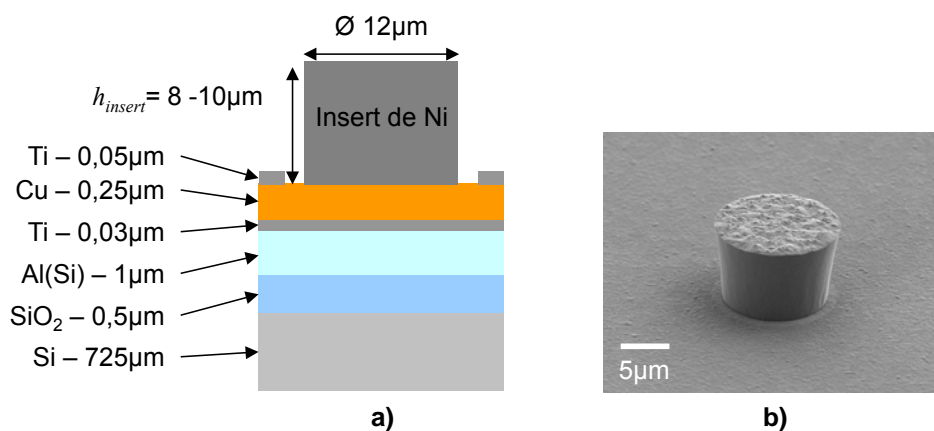 Ø 12µm
h_insert = 8 -10µm
Insert de Ni
Ti – 0,05µm
Cu – 0,25µm
Ti – 0,03µm
Al(Si) – 1µm
SiO₂ – 0,5µm
Si – 725µm
5µm
a)
b)